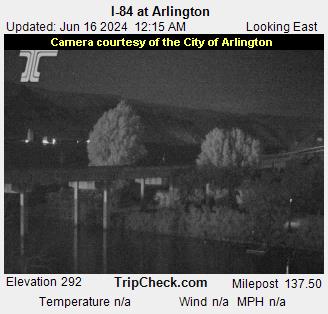 I-84 at Arlington
Updated: Jun 16 2024 12:15 AM Looking East
Camera courtesy of the City of Arlington
Elevation 292 TripCheck.com Milepost 137.50
Temperature n/a Wind n/a MPH n/a